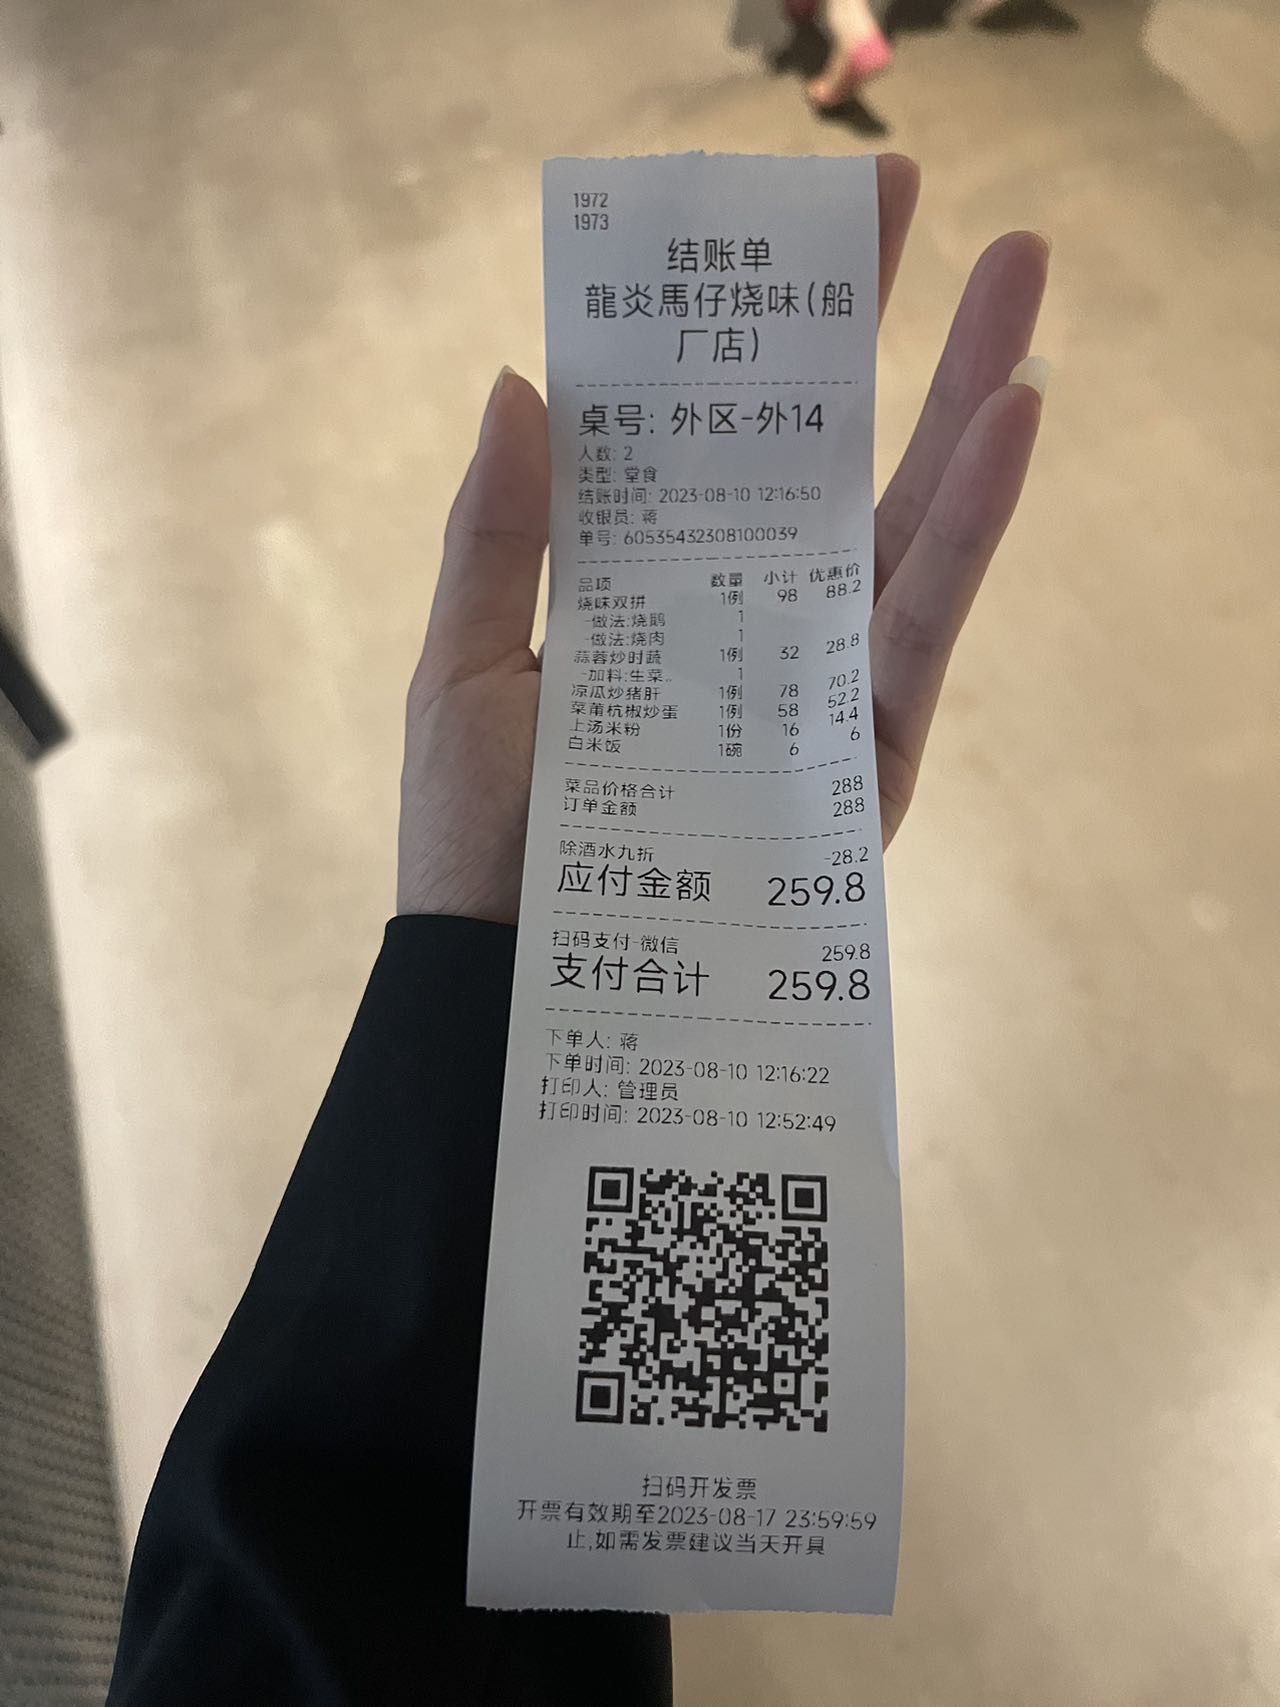 1972
1973
结账单
龍炎馬仔烧味(船
厂店)
桌号: 外区-外14
人数: 2
类型: 堂食
结账时间: 2023-08-10 12:16:50
收银员: 蒋
单号: 60535432308100039
品项 数量 小计 优惠价
烧味双拼 1例 98 88.2
-做法:烧鹅 1
-做法:烧肉 1
蒜蓉炒时蔬 1例 32 28.8
-加料:生菜.. 1
凉瓜炒猪肝 1例 78 70.2
菜莆杭椒炒蛋 1例 58 52.2
上汤米粉 1份 16 14.4
白米饭 1碗 6 6
菜品价格合计 288
订单金额 288
除酒水九折 -28.2
应付金额 259.8
扫码支付-微信 259.8
支付合计 259.8
下单人: 蒋
下单时间: 2023-08-10 12:16:22
打印人: 管理员
打印时间: 2023-08-10 12:52:49
扫码开发票
开票有效期至2023-08-17 23:59:59
止,如需发票建议当天开具